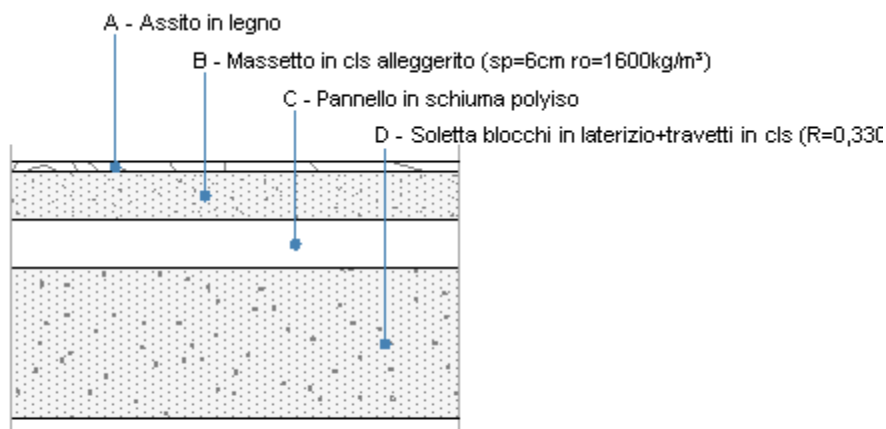 A - Assito in legno
B - Massetto in cls alleggerito (sp=6cm ro=1600kg/m³)
C - Pannello in schiuma polyiso
D - Soletta blocchi in laterizio+travetti in cls (R=0,330